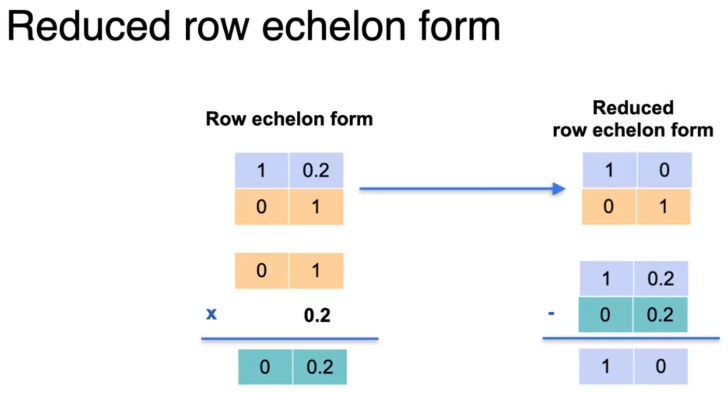 Reduced row echelon form
Row echelon form
Reduced
row echelon form
1 0.2
0 1
1 0
0 1
0 1
x 0.2
0 0.2
1 0.2
- 0 0.2
1 0